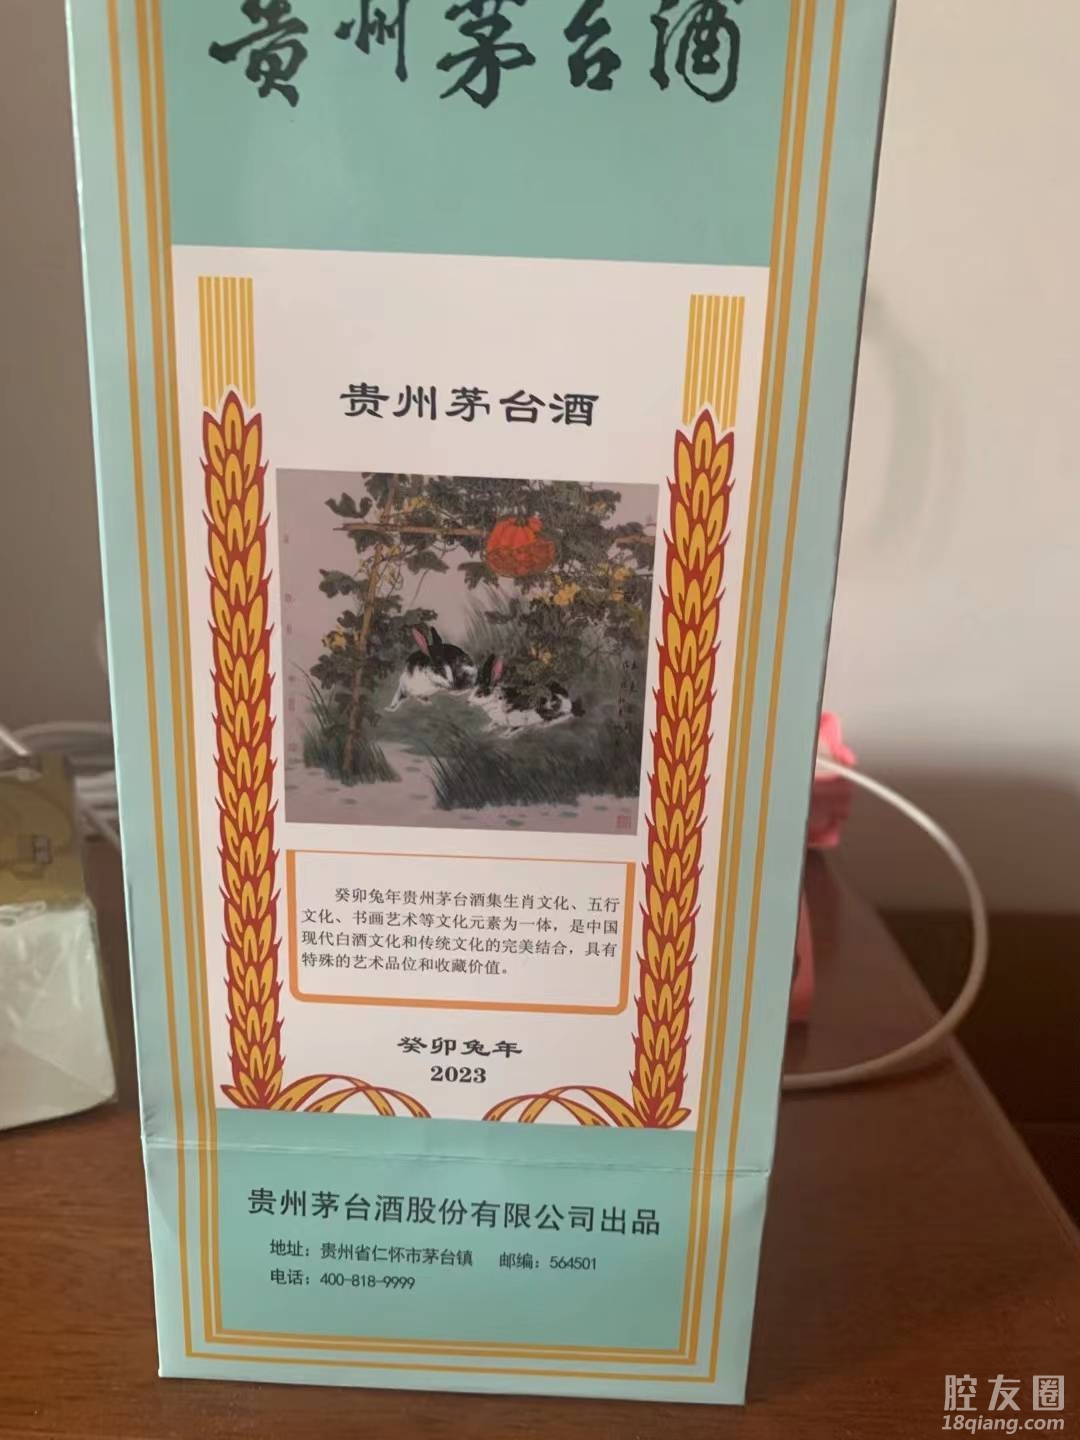 贵州茅台酒
贵州茅台酒
癸卯兔年贵州茅台酒集生肖文化、五行
文化、书画艺术等文化元素为一体，是中国
现代白酒文化和传统文化的完美结合，具有
特殊的艺术品位和收藏价值。
癸卯兔年
2023
贵州茅台酒股份有限公司出品
地址：贵州省仁怀市茅台镇 邮编：564501
电话：400-818-9999
腔友圈
18qiang.com